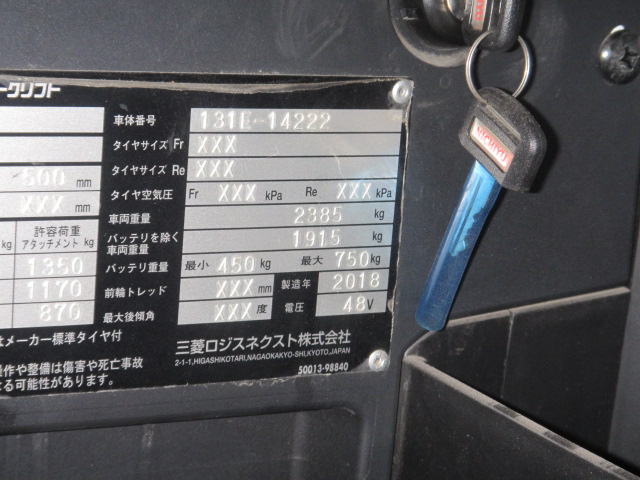 ークリフト
車体番号 131E-14222
タイヤサイズ Fr XXX
タイヤサイズ Re XXX
500 mm
タイヤ空気圧 Fr XXX kPa Re XXX kPa
XXX mm
車両重量 2385 kg
許容荷重
kg アタッチメント kg
バッテリを除く
車両重量 1915 kg
1350
バッテリ重量 最小 450 kg 最大 750 kg
1170
前輪トレッド XXX mm 製造年 2018
870
最大後傾角 XXX 度 電圧 48V
はメーカー標準タイヤ付
三菱ロジスネクスト株式会社
2-1-1,HIGASHIKOTARI,NAGAOKAKYO-SHI,KYOTO,JAPAN
操作や整備は傷害や死亡事故
なる可能性があります。
50013-98840
NICHIYU